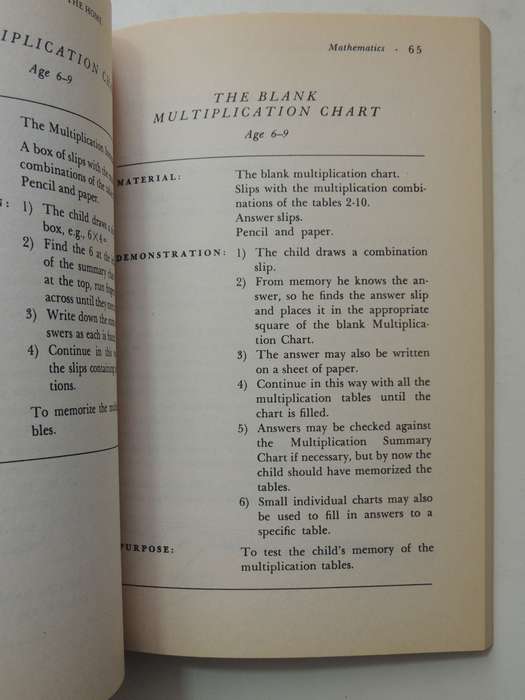 THE HOME
IPLICATION CH
Age 6-9
The Multiplication
A box of slips with the
combinations of the
Pencil and paper.
1) The child draws a
box, e.g., 6×4=
2) Find the 6 at the
of the summary
at the top, run
across until they
3) Write down the
swers as each is
4) Continue in this
the slips containing
tions.
To memorize the
bles.
Mathematics · 65
THE BLANK
MULTIPLICATION CHART
Age 6-9
MATERIAL: The blank multiplication chart.
Slips with the multiplication combi-
nations of the tables 2-10.
Answer slips.
Pencil and paper.
DEMONSTRATION: 1) The child draws a combination
slip.
2) From memory he knows the an-
swer, so he finds the answer slip
and places it in the appropriate
square of the blank Multiplica-
tion Chart.
3) The answer may also be written
on a sheet of paper.
4) Continue in this way with all the
multiplication tables until the
chart is filled.
5) Answers may be checked against
the Multiplication Summary
Chart if necessary, but by now the
child should have memorized the
tables.
6) Small individual charts may also
be used to fill in answers to a
specific table.
PURPOSE: To test the child's memory of the
multiplication tables.